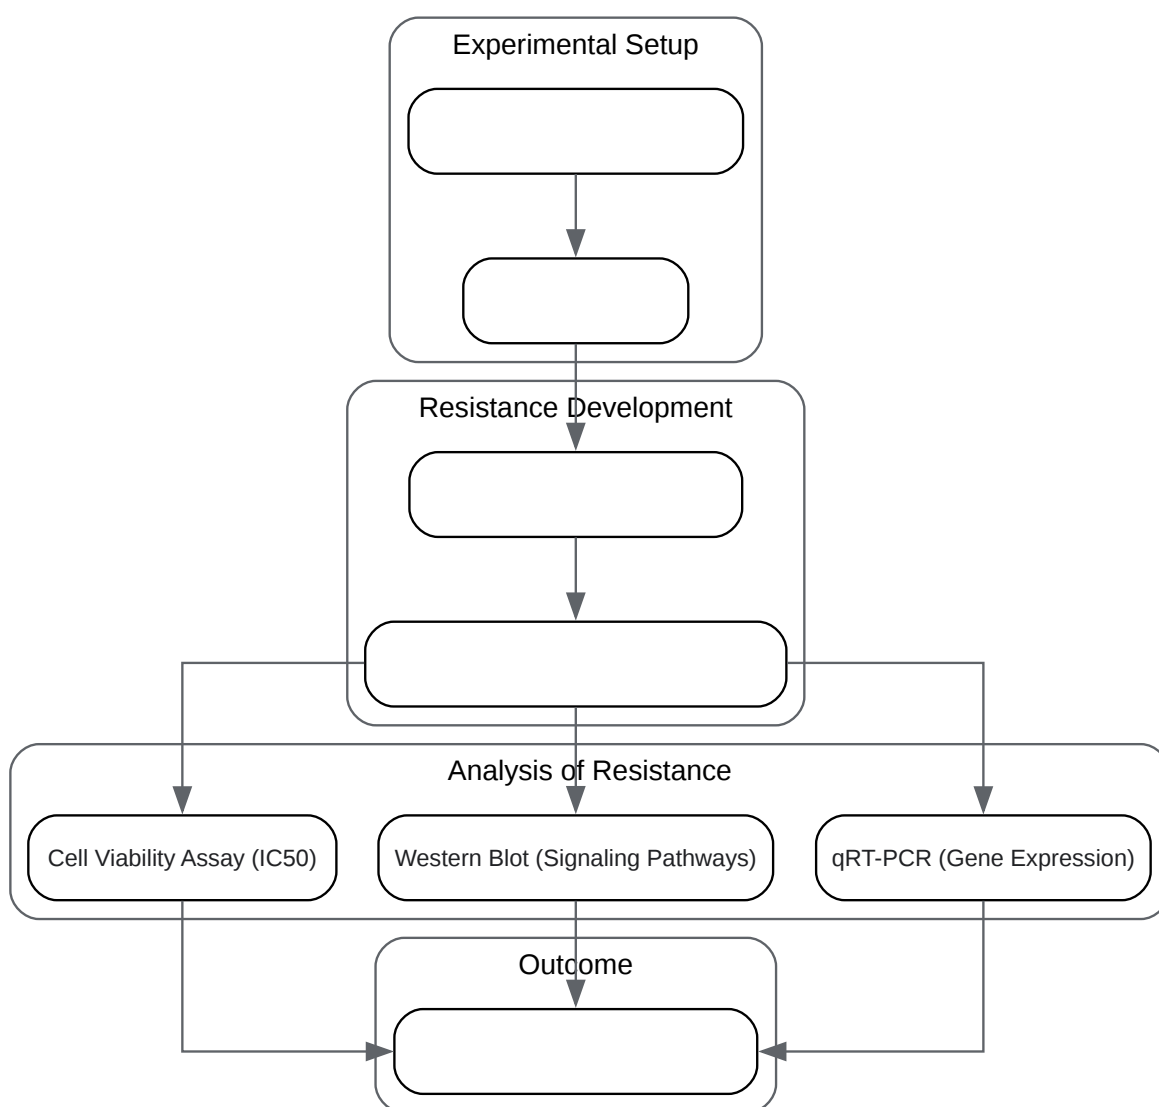 Experimental Setup
Resistance Development
Analysis of Resistance
Cell Viability Assay (IC50)
Western Blot (Signaling Pathways)
qRT-PCR (Gene Expression)
Outcome